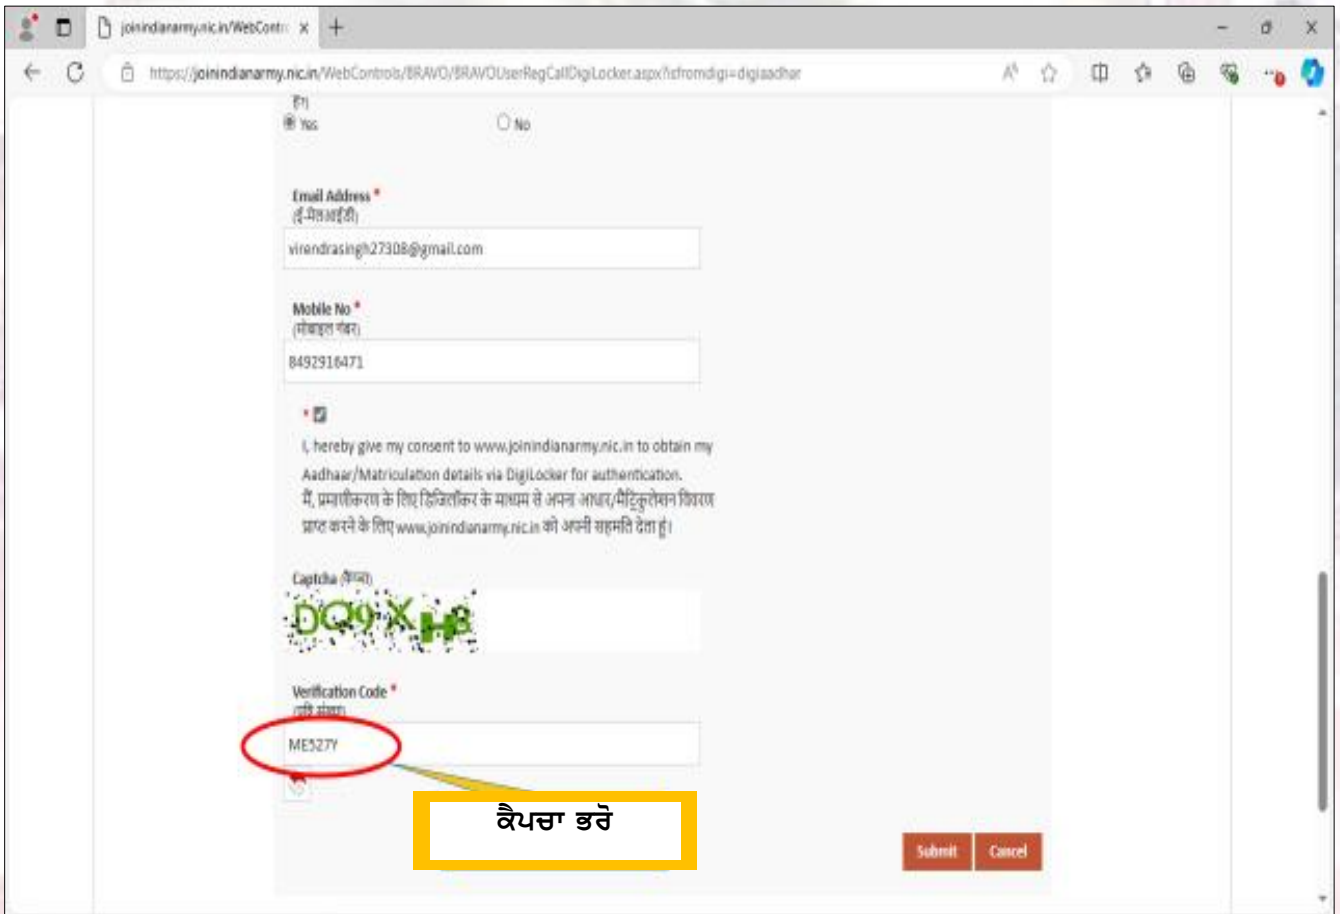 joinindianarmy.nic.in/WebContr
https://joinindianarmy.nic.in/WebControls/BRAVO/BRAVOUserRegCallDigiLocker.aspx?isfromdigi=digiaadhar
Yes
No
Email Address *
(ई-मेलआईडी)
virendrasingh27308@gmail.com
Mobile No *
(मोबाइल नंबर)
8492916471
*
I, hereby give my consent to www.joinindianarmy.nic.in to obtain my
Aadhaar/Matriculation details via DigiLocker for authentication.
मैं, प्रमाणीकरण के लिए डिजिलॉकर के माध्यम से अपना आधार/मैट्रिकुलेशन विवरण
प्राप्त करने के लिए www.joinindianarmy.nic.in को अपनी सहमति देता हूं।
Captcha (कैप्चा)
DQ9XH8
Verification Code *
ME527Y
ਕੈਪਚਾ ਭਰੋ
Submit
Cancel